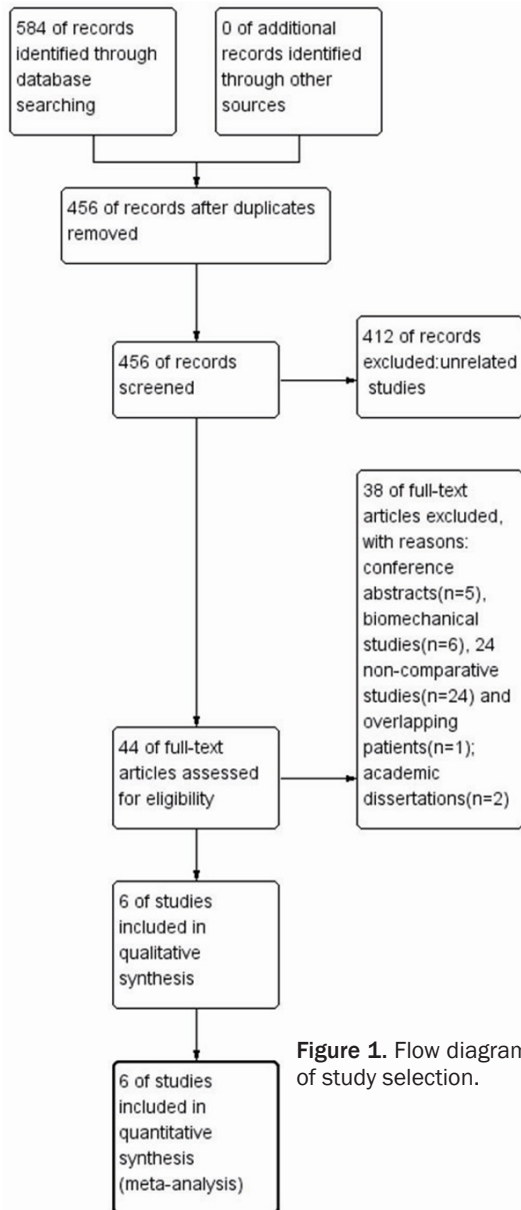 584 of records
identified through
database
searching
0 of additional
records identified
through other
sources
456 of records after duplicates
removed
456 of records
screened
412 of records
excluded:unrelated
studies
38 of full-text
articles excluded,
with reasons:
conference
abstracts(n=5),
biomechanical
studies(n=6), 24
non-comparative
studies(n=24) and
overlapping
patients(n=1);
academic
dissertations(n=2)
44 of full-text
articles assessed
for eligibility
6 of studies
included in
qualitative
synthesis
6 of studies
included in
quantitative
synthesis
(meta-analysis)
Figure 1. Flow diagram
of study selection.